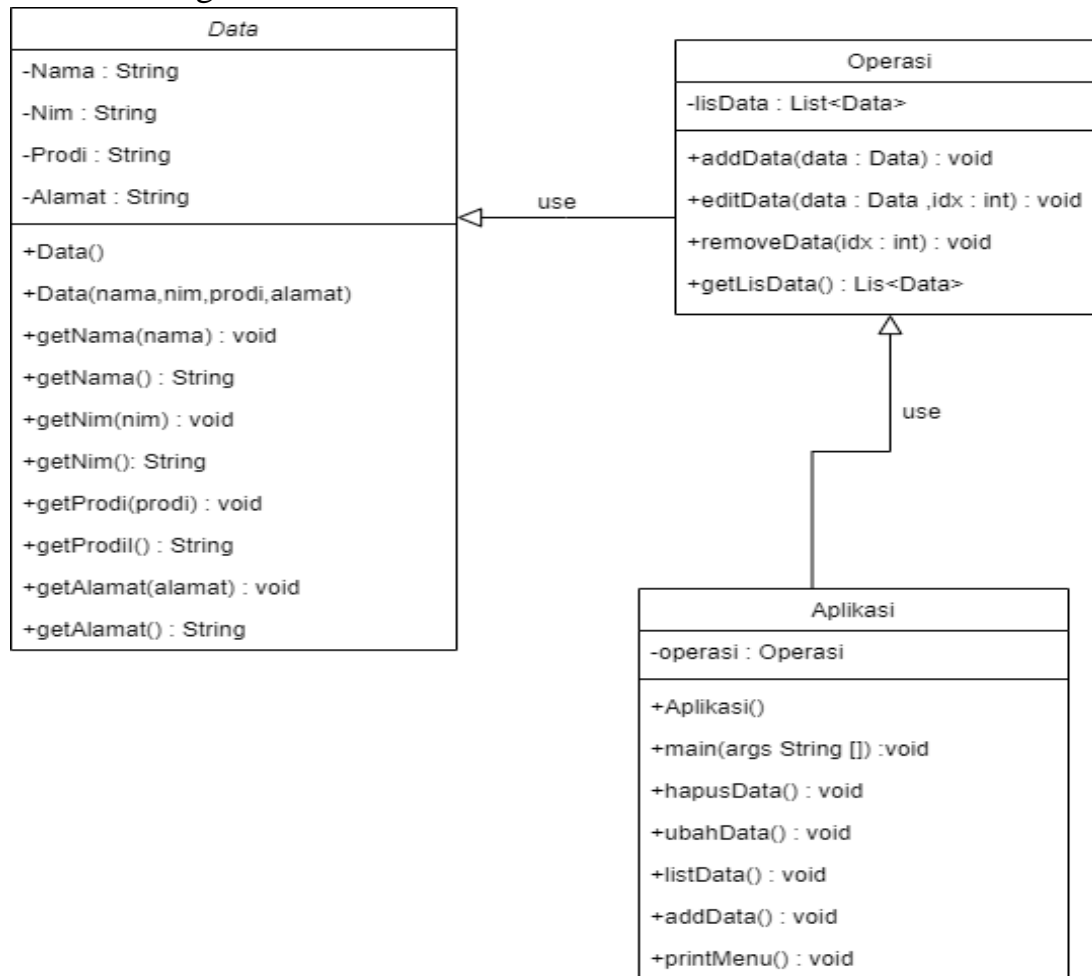 Data
-Nama : String
-Nim : String
-Prodi : String
-Alamat : String
+Data()
+Data(nama,nim,prodi,alamat)
+getNama(nama) : void
+getNama() : String
+getNim(nim) : void
+getNim(): String
+getProdi(prodi) : void
+getProdil() : String
+getAlamat(alamat) : void
+getAlamat() : String
use
Operasi
-lisData : List<Data>
+addData(data : Data) : void
+editData(data : Data ,idx : int) : void
+removeData(idx : int) : void
+getLisData() : Lis<Data>
use
Aplikasi
-operasi : Operasi
+Aplikasi()
+main(args String []) :void
+hapusData() : void
+ubahData() : void
+listData() : void
+addData() : void
+printMenu() : void